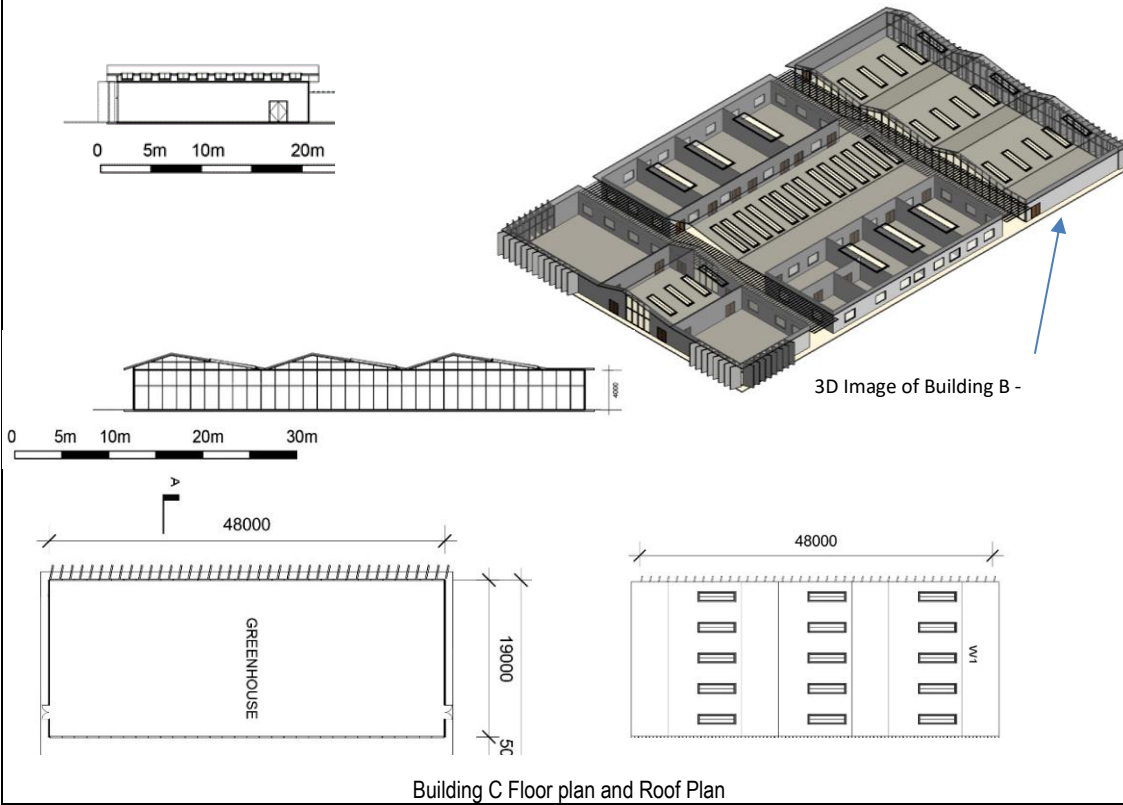 0 5m 10m 20m
3D Image of Building B -
4000
0 5m 10m 20m 30m
A
48000
48000
GREENHOUSE
19000
W1
Building C Floor plan and Roof Plan